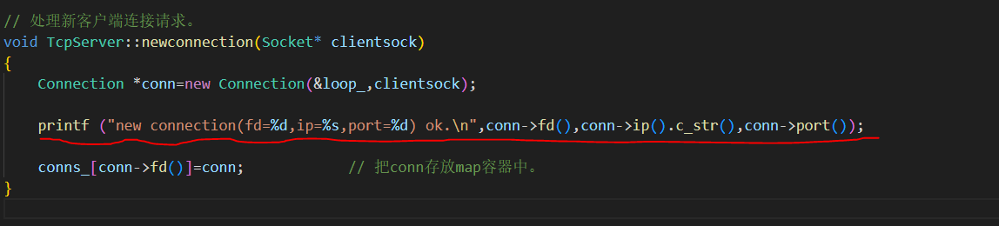 // 处理新客户端连接请求。
void TcpServer::newconnection(Socket* clientsock)
{
    Connection *conn=new Connection(&loop_,clientsock);
    printf ("new connection(fd=%d,ip=%s,port=%d) ok.\n",conn->fd(),conn->ip().c_str(),conn->port());
    conns_[conn->fd()]=conn;            // 把conn存放map容器中。
}